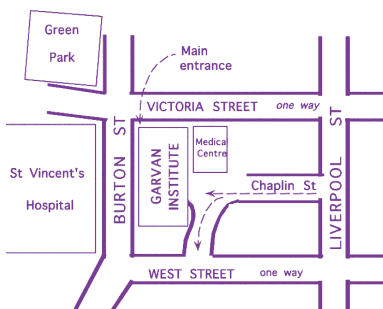 Green
Park
Main
entrance
VICTORIA STREET one way
BURTON ST
GARVAN
INSTITUTE
Medical
Centre
LIVERPOOL ST
St Vincent's
Hospital
Chaplin St
WEST STREET one way